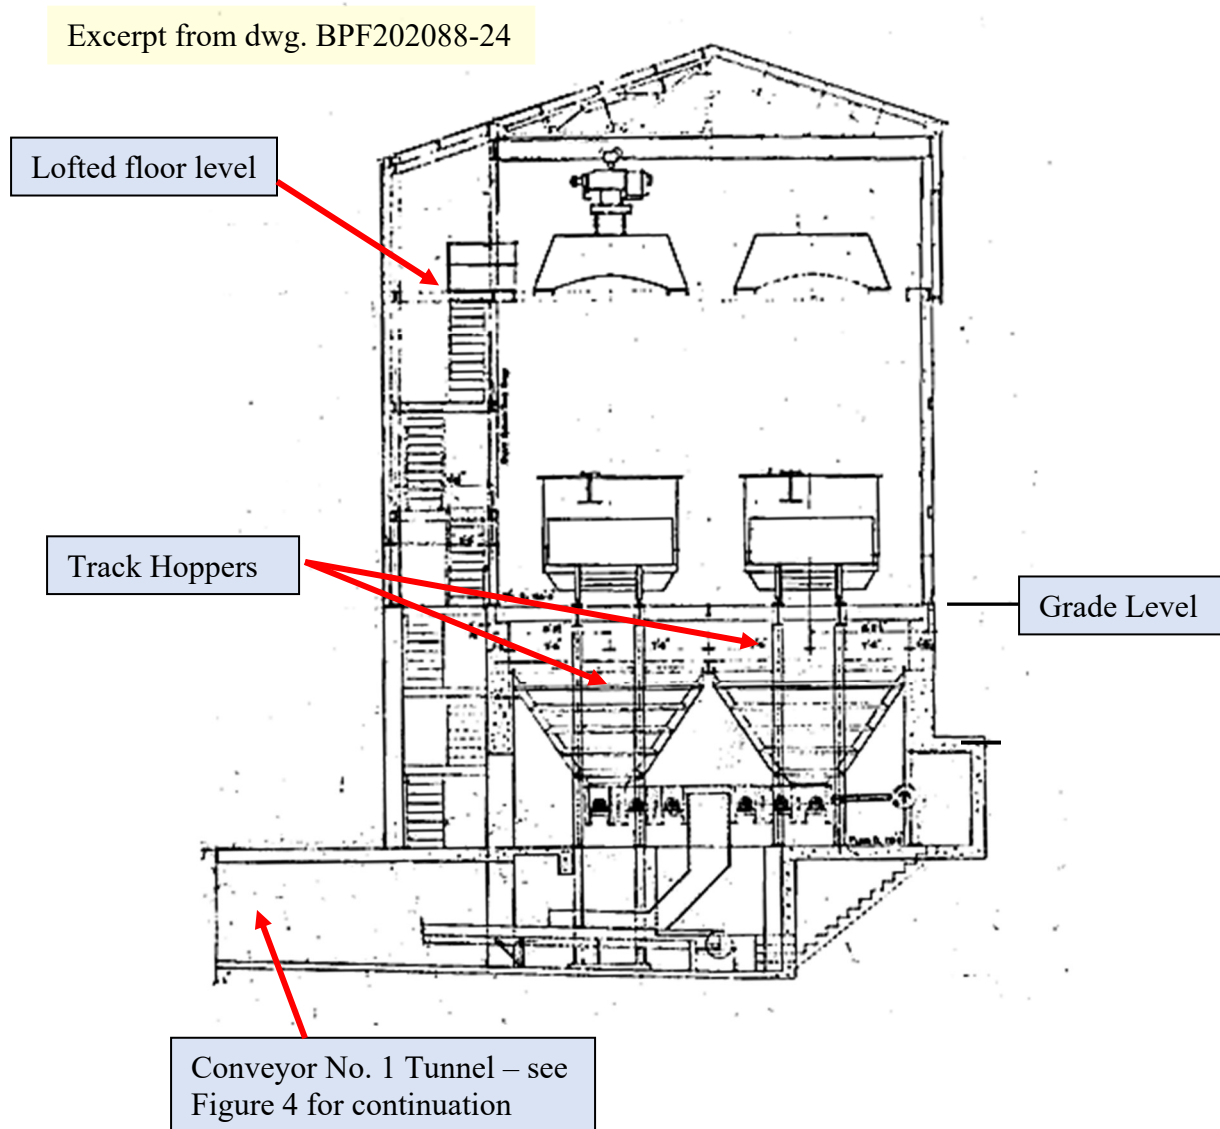 Excerpt from dwg. BPF202088-24
Lofted floor level
Track Hoppers
Grade Level
Conveyor No. 1 Tunnel – see
Figure 4 for continuation